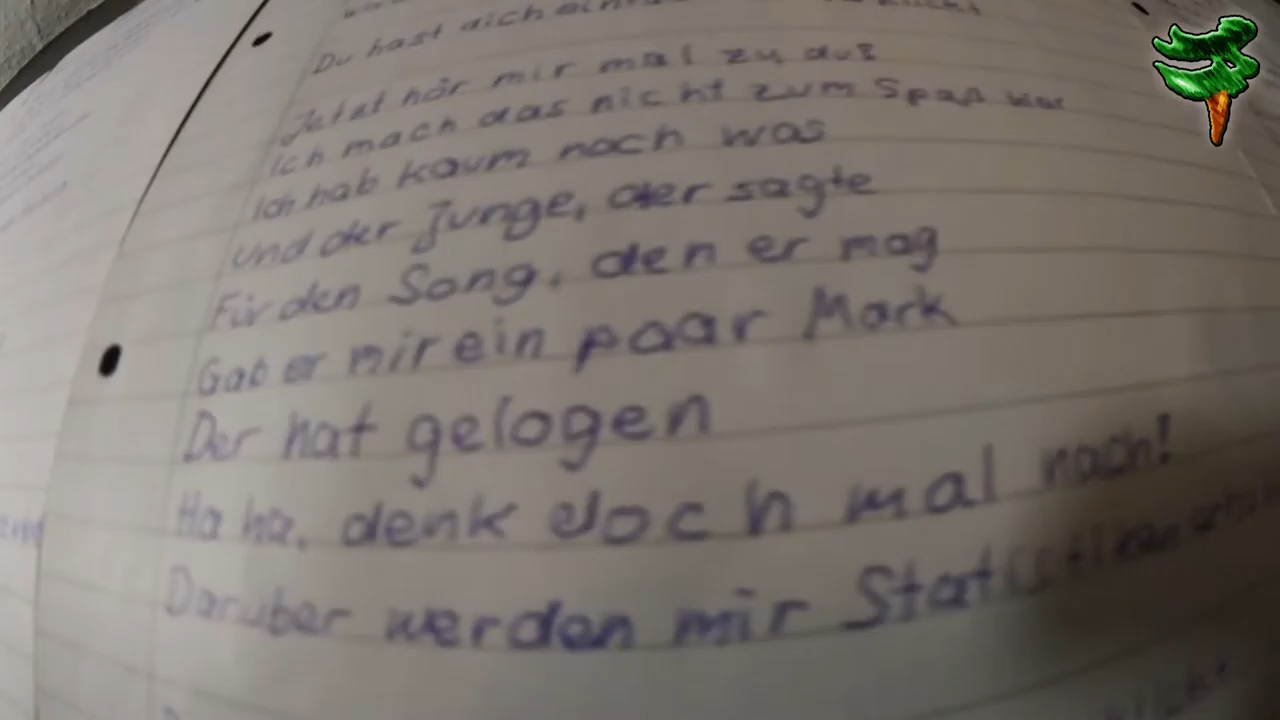 Du hast dich
Jetzt hör mir mal zu, du?
Ich mach das nicht zum Spaß klar
Ich hab kaum noch was
Und der Junge, der sagte
Für den Song, den er mag
Gab er mir ein paar Mark
Der hat gelogen
Ha ha, denk doch mal nach!
Darüber werden mir Statistiken